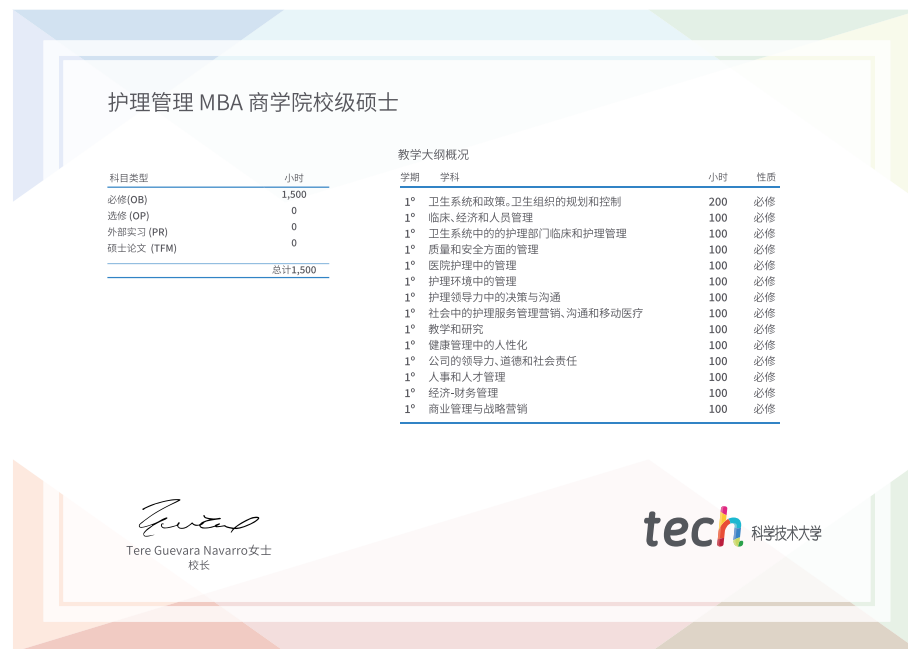 护理管理 MBA 商学院校级硕士
教学大纲概况
科目类型 小时
必修(OB) 1,500
选修 (OP) 0
外部实习 (PR) 0
硕士论文 (TFM) 0
总计1,500
学期 学科 小时 性质
1º 卫生系统和政策。卫生组织的规划和控制 200 必修
1º 临床、经济和人员管理 100 必修
1º 卫生系统中的的护理部门临床和护理管理 100 必修
1º 质量和安全方面的管理 100 必修
1º 医院护理中的管理 100 必修
1º 护理环境中的管理 100 必修
1º 护理领导力中的决策与沟通 100 必修
1º 社会中的护理服务管理营销、沟通和移动医疗 100 必修
1º 教学和研究 100 必修
1º 健康管理中的人性化 100 必修
1º 公司的领导力、道德和社会责任 100 必修
1º 人事和人才管理 100 必修
1º 经济-财务管理 100 必修
1º 商业管理与战略营销 100 必修
Tere Guevara Navarro女士
校长
tech 科学技术大学